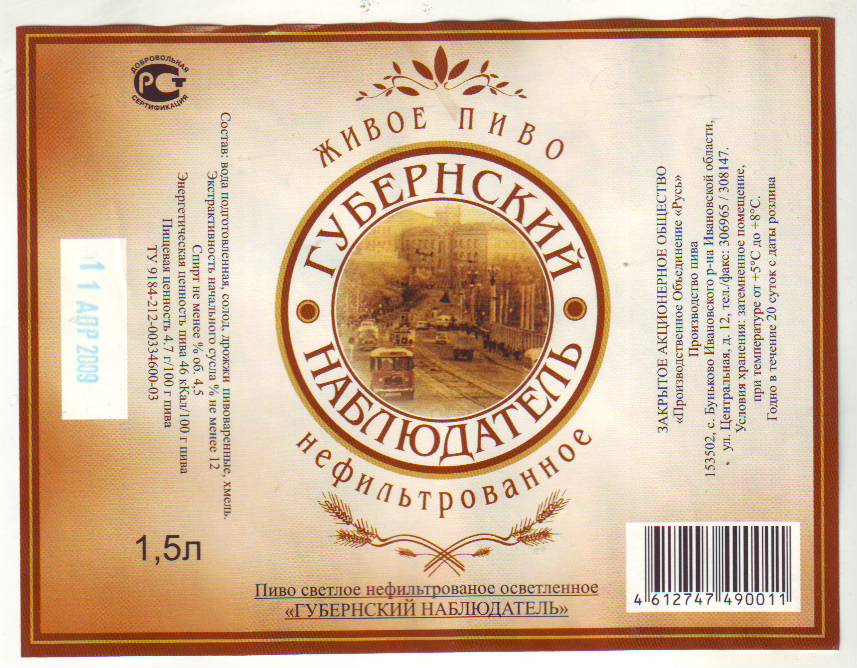 ДОБРОВОЛЬНАЯ
РСТ
СЕРТИФИКАЦИЯ
Состав: вода подготовленная, солод, дрожжи пивоваренные, хмель.
Экстрактивность начального сусла % не менее 12
Спирт не менее % об. 4,5
Энергетическая ценность пива 46 кКал/100 г пива
Пищевая ценность 4,7 г/100 г пива
ТУ 9184-212-00334600-03
11 АПР 2009
1,5л
ЖИВОЕ ПИВО
ГУБЕРНСКИЙ
НАБЛЮДАТЕЛЬ
нефильтрованное
Пиво светлое нефильтрованое осветленное
«ГУБЕРНСКИЙ НАБЛЮДАТЕЛЬ»
ЗАКРЫТОЕ АКЦИОНЕРНОЕ ОБЩЕСТВО
«Производственное Объединение «Русь»
Производство пива
153502, с. Буньково Ивановского р-на Ивановской области,
ул. Центральная, д. 12, тел./факс: 306965 / 308147.
Условия хранения: затемненное помещение,
при температуре от +5°С до +8°С.
Годно в течение 20 суток с даты розлива
4 612747 490011